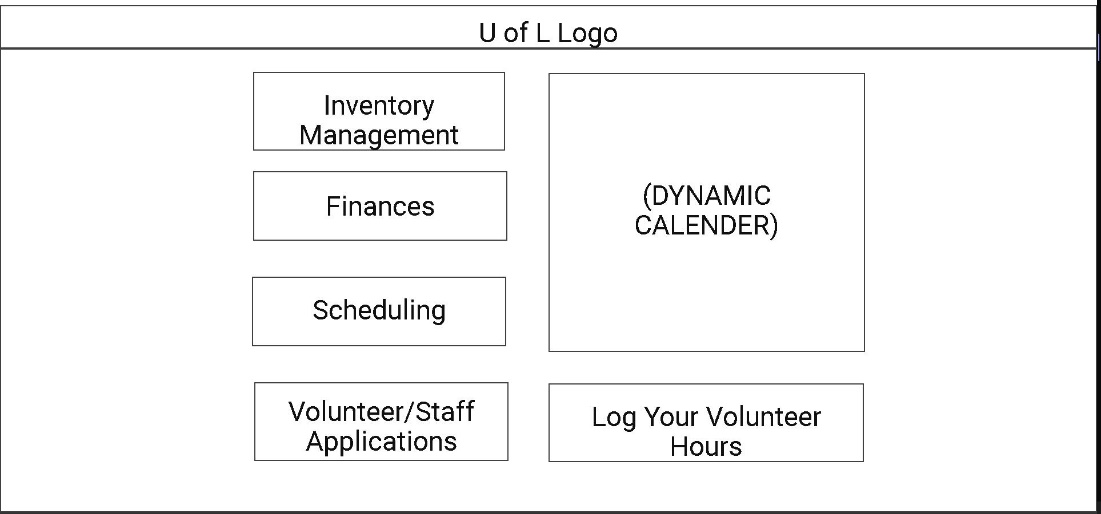 U of L Logo
Inventory
Management
Finances
Scheduling
Volunteer/Staff
Applications
(DYNAMIC
CALENDER)
Log Your Volunteer
Hours